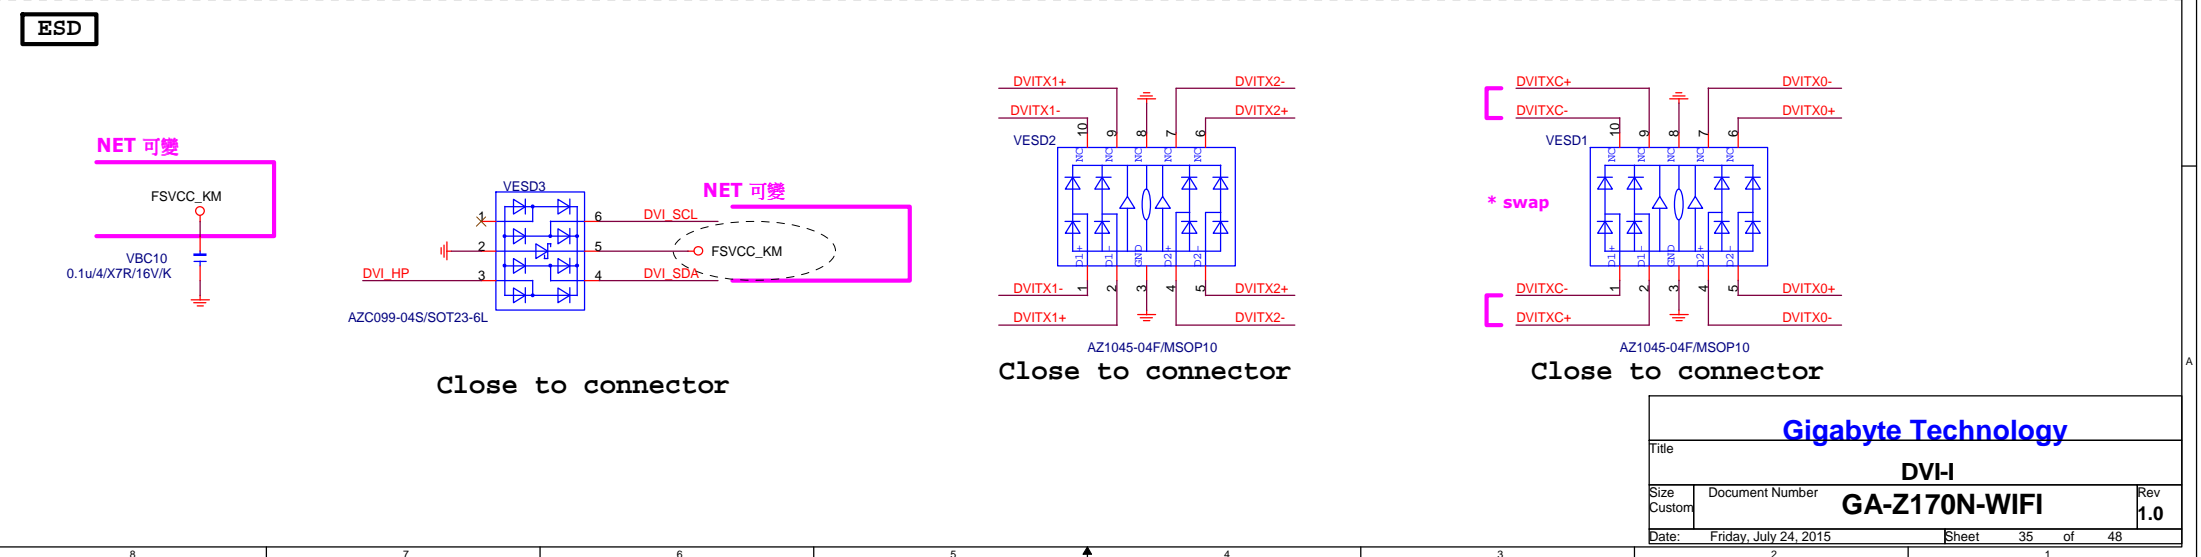 ESD
NET 可變
FSVCC_KM
VBC10
0.1u/4/X7R/16V/K
VESD3
1
2
3
6
5
4
DVI_HP
DVI_SCL
DVI_SDA
NET 可變
FSVCC_KM
AZC099-04S/SOT23-6L
Close to connector
DVITX1+
DVITX1-
DVITX2-
DVITX2+
VESD2
10
9
8
7
6
NC
NC
NC
NC
NC
D1+
D1-
GND
D2+
D2-
1
2
3
4
5
DVITX1-
DVITX1+
DVITX2+
DVITX2-
AZ1045-04F/MSOP10
Close to connector
DVITXC+
DVITXC-
DVITX0-
DVITX0+
VESD1
10
9
8
7
6
NC
NC
NC
NC
NC
* swap
D1+
D1-
GND
D2+
D2-
1
2
3
4
5
DVITXC-
DVITXC+
DVITX0+
DVITX0-
AZ1045-04F/MSOP10
Close to connector
A
Gigabyte Technology
Title
DVI-I
Size
Custom
Document Number
GA-Z170N-WIFI
Rev
1.0
Date: Friday, July 24, 2015
Sheet 35 of 48
8 7 6 5 4 3 2 1